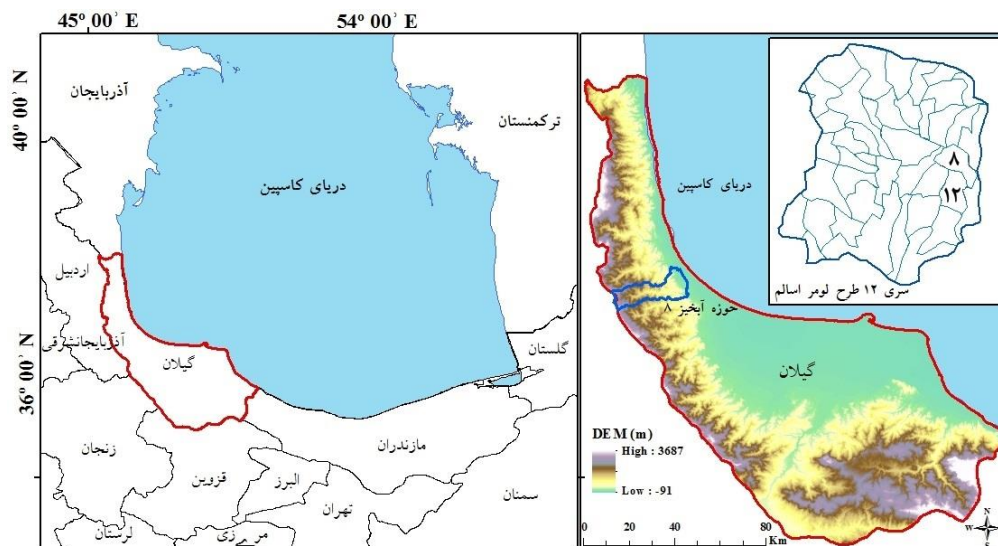 45° 00′ E
54° 00′ E
40° 00′ N
36° 00′ N
آذربایجان
ترکمنستان
دریای کاسپین
اردبیل
آذربایجانشرقی
گیلان
گلستان
زنجان
مازندران
قزوین
البرز
سمنان
تهران
لرستان
مرکزی
دریای کاسپین
۸
۱۲
سری ۱۲ طرح لومر اسالم
حوزه آبخیز ۸
گیلان
DEM (m)
High : 3687
Low : -91
0 20 40 80
Km
N
W E
S